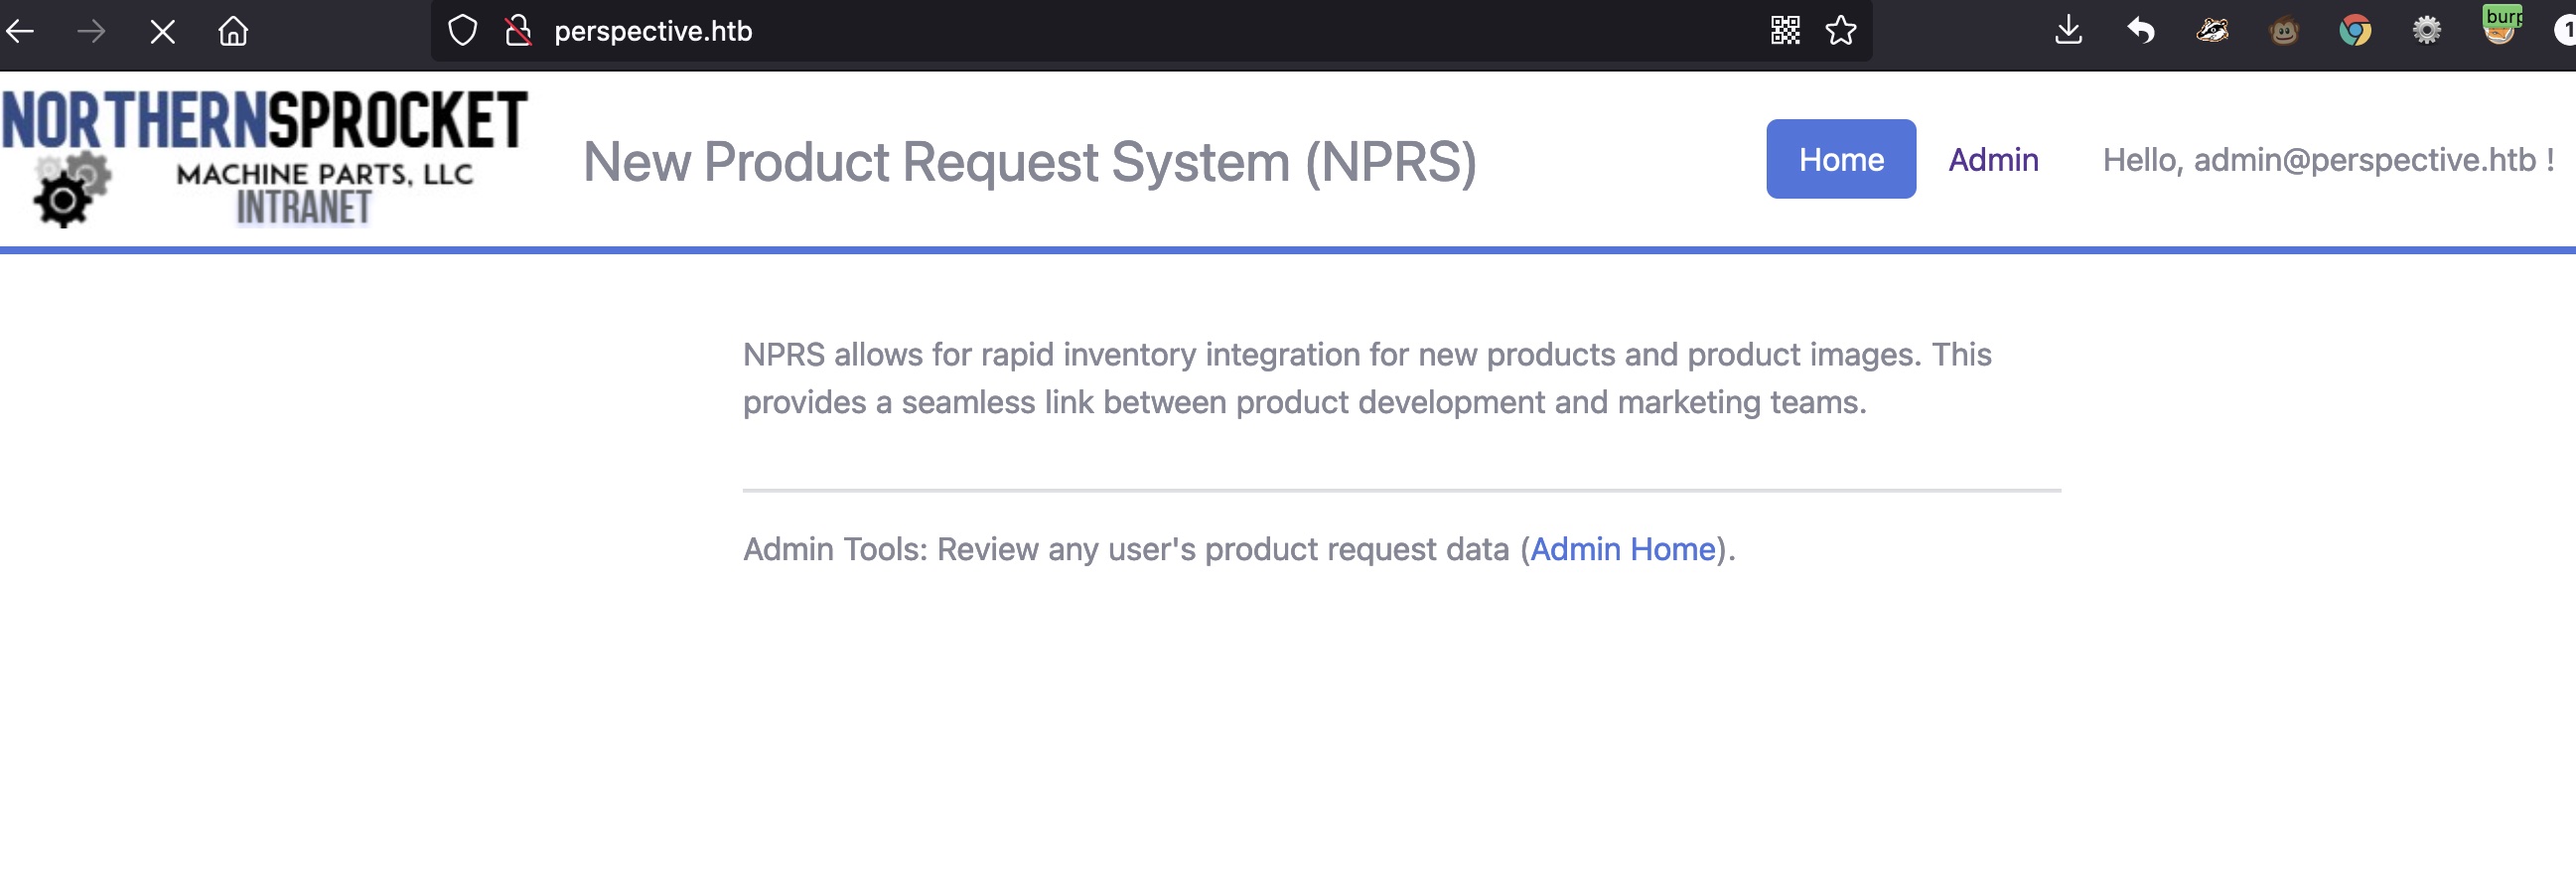 perspective.htb
burp
1
NORTHERNSPROCKET
MACHINE PARTS, LLC
INTRANET
New Product Request System (NPRS)
Home
Admin
Hello, admin@perspective.htb !
NPRS allows for rapid inventory integration for new products and product images. This
provides a seamless link between product development and marketing teams.
Admin Tools: Review any user's product request data (Admin Home).